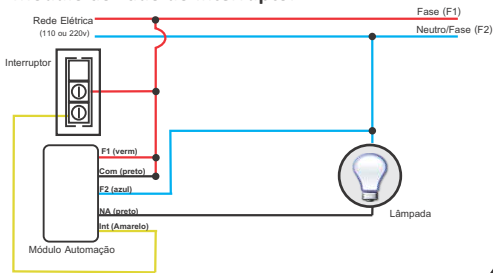 Fase (F1)
Rede Elétrica
(110 ou 220v)
Neutro/Fase (F2)
Interruptor
F1 (verm)
Com (preto)
F2 (azul)
NA (preto)
Int (Amarelo)
Lâmpada
Módulo Automação